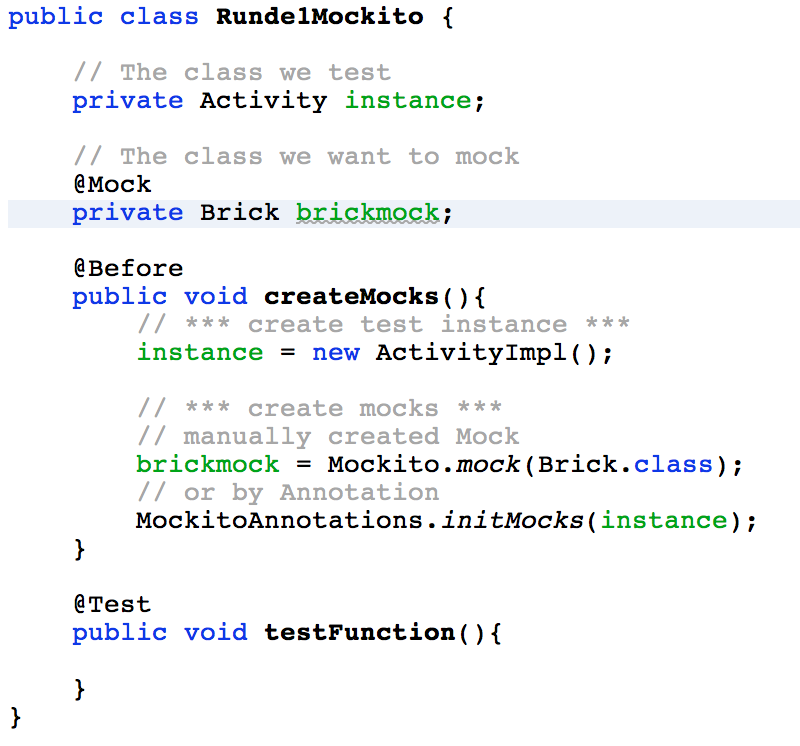 public class Runde1Mockito {
// The class we test
private Activity instance;
// The class we want to mock
@Mock
private Brick brickmock;
@Before
public void createMocks(){
// *** create test instance ***
instance = new ActivityImpl();
// *** create mocks ***
// manually created Mock
brickmock = Mockito.mock(Brick.class);
// or by Annotation
MockitoAnnotations.initMocks(instance);
}
@Test
public void testFunction(){
}
}